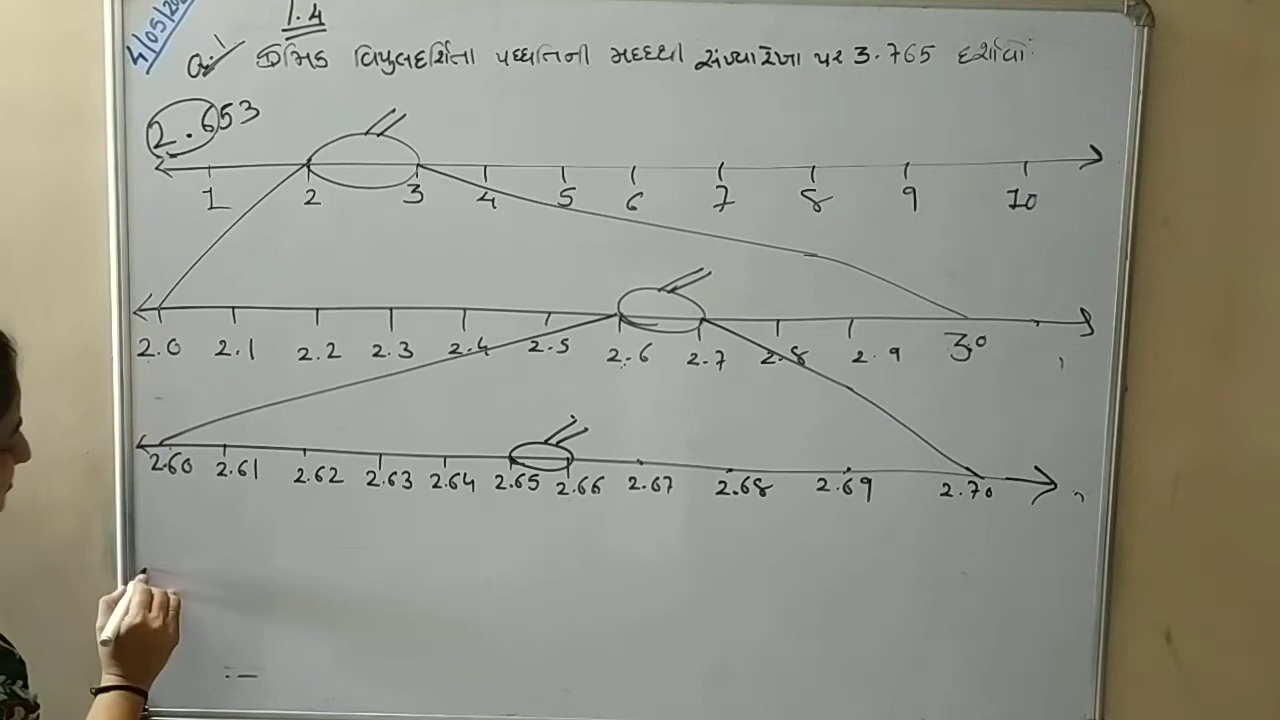 1.4
4/05/20
Q:1 ક્રમિક વિપુલદર્શિતા પધ્ધતિની મદદથી સંખ્યારેખા પર 3.765 દર્શાવો:
2.653
1 2 3 4 5 6 7 8 9 10
2.0 2.1 2.2 2.3 2.4 2.5 2.6 2.7 2.8 2.9 3.0
2.60 2.61 2.62 2.63 2.64 2.65 2.66 2.67 2.68 2.69 2.70
:-